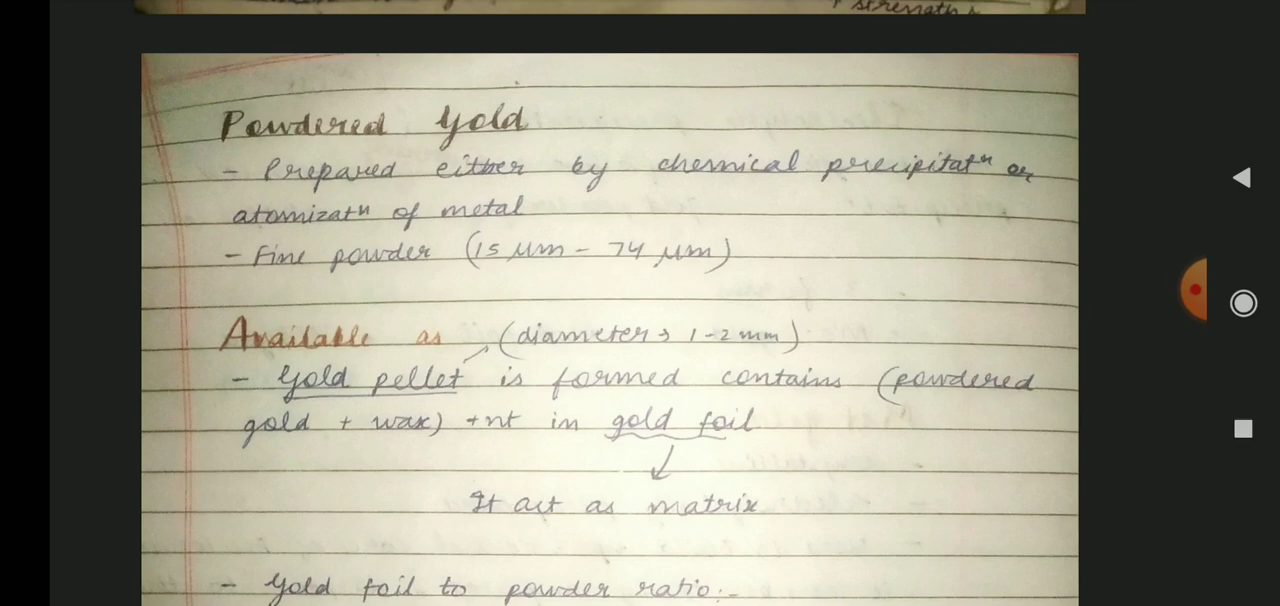 strength
Powdered Gold
- Prepared either by chemical precipitatⁿ or
atomizatⁿ of metal
- Fine powder (15 μm - 74 μm)
Available as (diameter → 1-2 mm)
- Gold pellet is formed contains (powdered
gold + wax) +nt in gold foil
↓
It act as matrix
- Gold foil to powder ratio:-